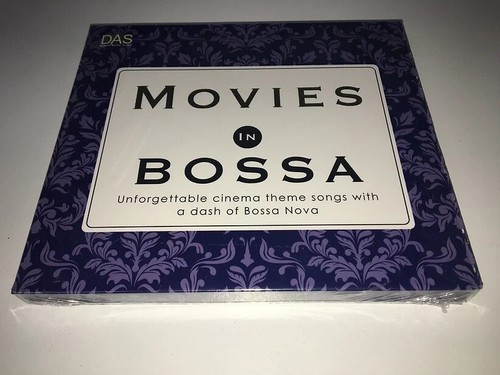 DAS
MOVIES
IN
BOSSA
Unforgettable cinema theme songs with
a dash of Bossa Nova